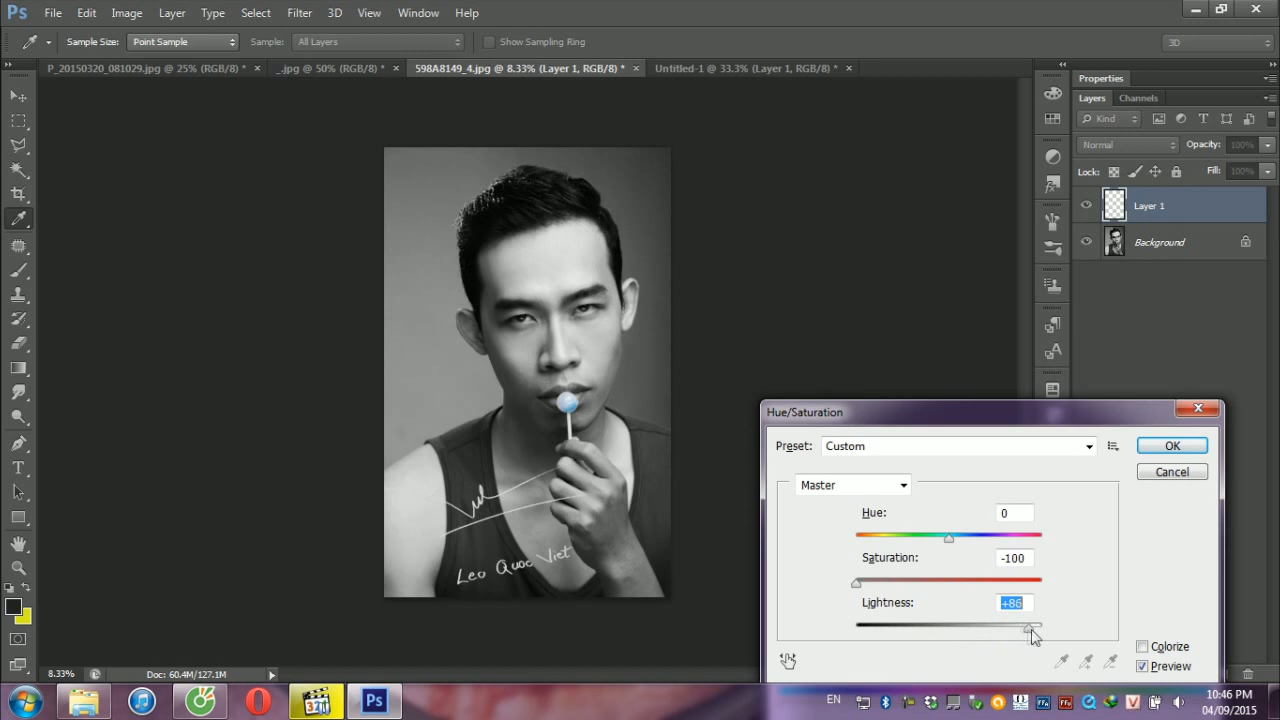 Ps File Edit Image Layer Type Select Filter 3D View Window Help
Sample Size: Point Sample Sample: All Layers Show Sampling Ring 3D
P_20150320_081029.jpg @ 25% (RGB/8) * × _.jpg @ 50% (RGB/8) * × 598A8149_4.jpg @ 8.33% (Layer 1, RGB/8) * × Untitled-1 @ 33.3% (Layer 1, RGB/8) * ×
Properties
Layers Channels
Kind
Normal Opacity: 100%
Lock: Fill: 100%
Layer 1
Background
Leo Quoc Viet
Hue/Saturation
Preset: Custom OK
Cancel
Master
Hue: 0
Saturation: -100
Lightness: +86
Colorize
Preview
8.33% Doc: 60.4M/127.1M
321 Ps EN 10:46 PM
04/09/2015